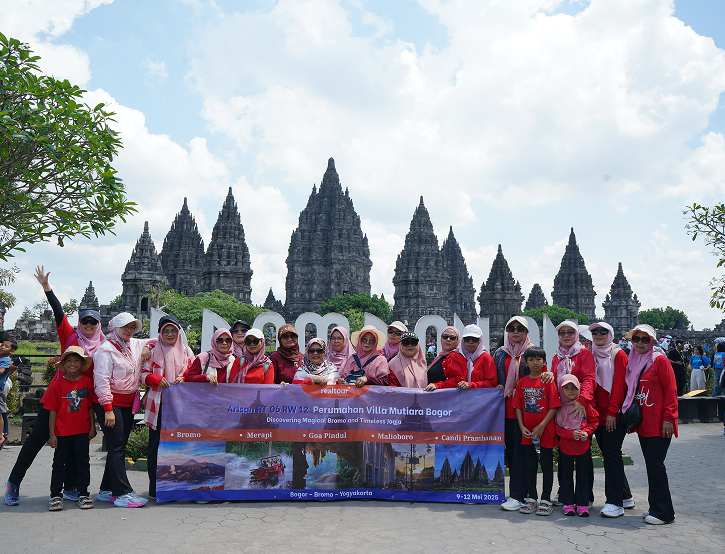 realtour
Arisan RT 06 RW 12 Perumahan Villa Mutiara Bogor
Discovering Magical Bromo and Timeless Jogja
• Bromo • Merapi • Goa Pindul • Malioboro • Candi Prambanan
Bogor – Bromo – Yogyakarta
9-12 Mei 2025